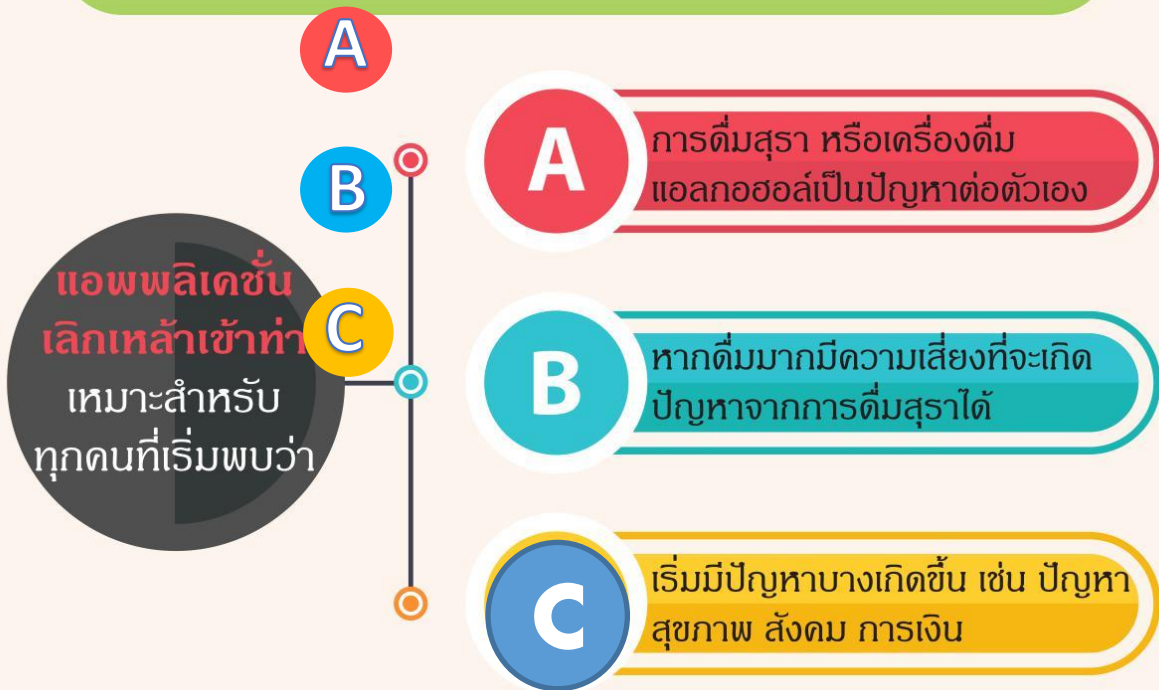 A
B
C
แอพพลิเคชั่น
เลิกเหล้าเข้าท่า
เหมาะสำหรับ
ทุกคนที่เริ่มพบว่า
A
การดื่มสุรา หรือเครื่องดื่ม
แอลกอฮอล์เป็นปัญหาต่อตัวเอง
B
หากดื่มมากมีความเสี่ยงที่จะเกิด
ปัญหาจากการดื่มสุราได้
C
เริ่มมีปัญหาบางเกิดขึ้น เช่น ปัญหา
สุขภาพ สังคม การเงิน